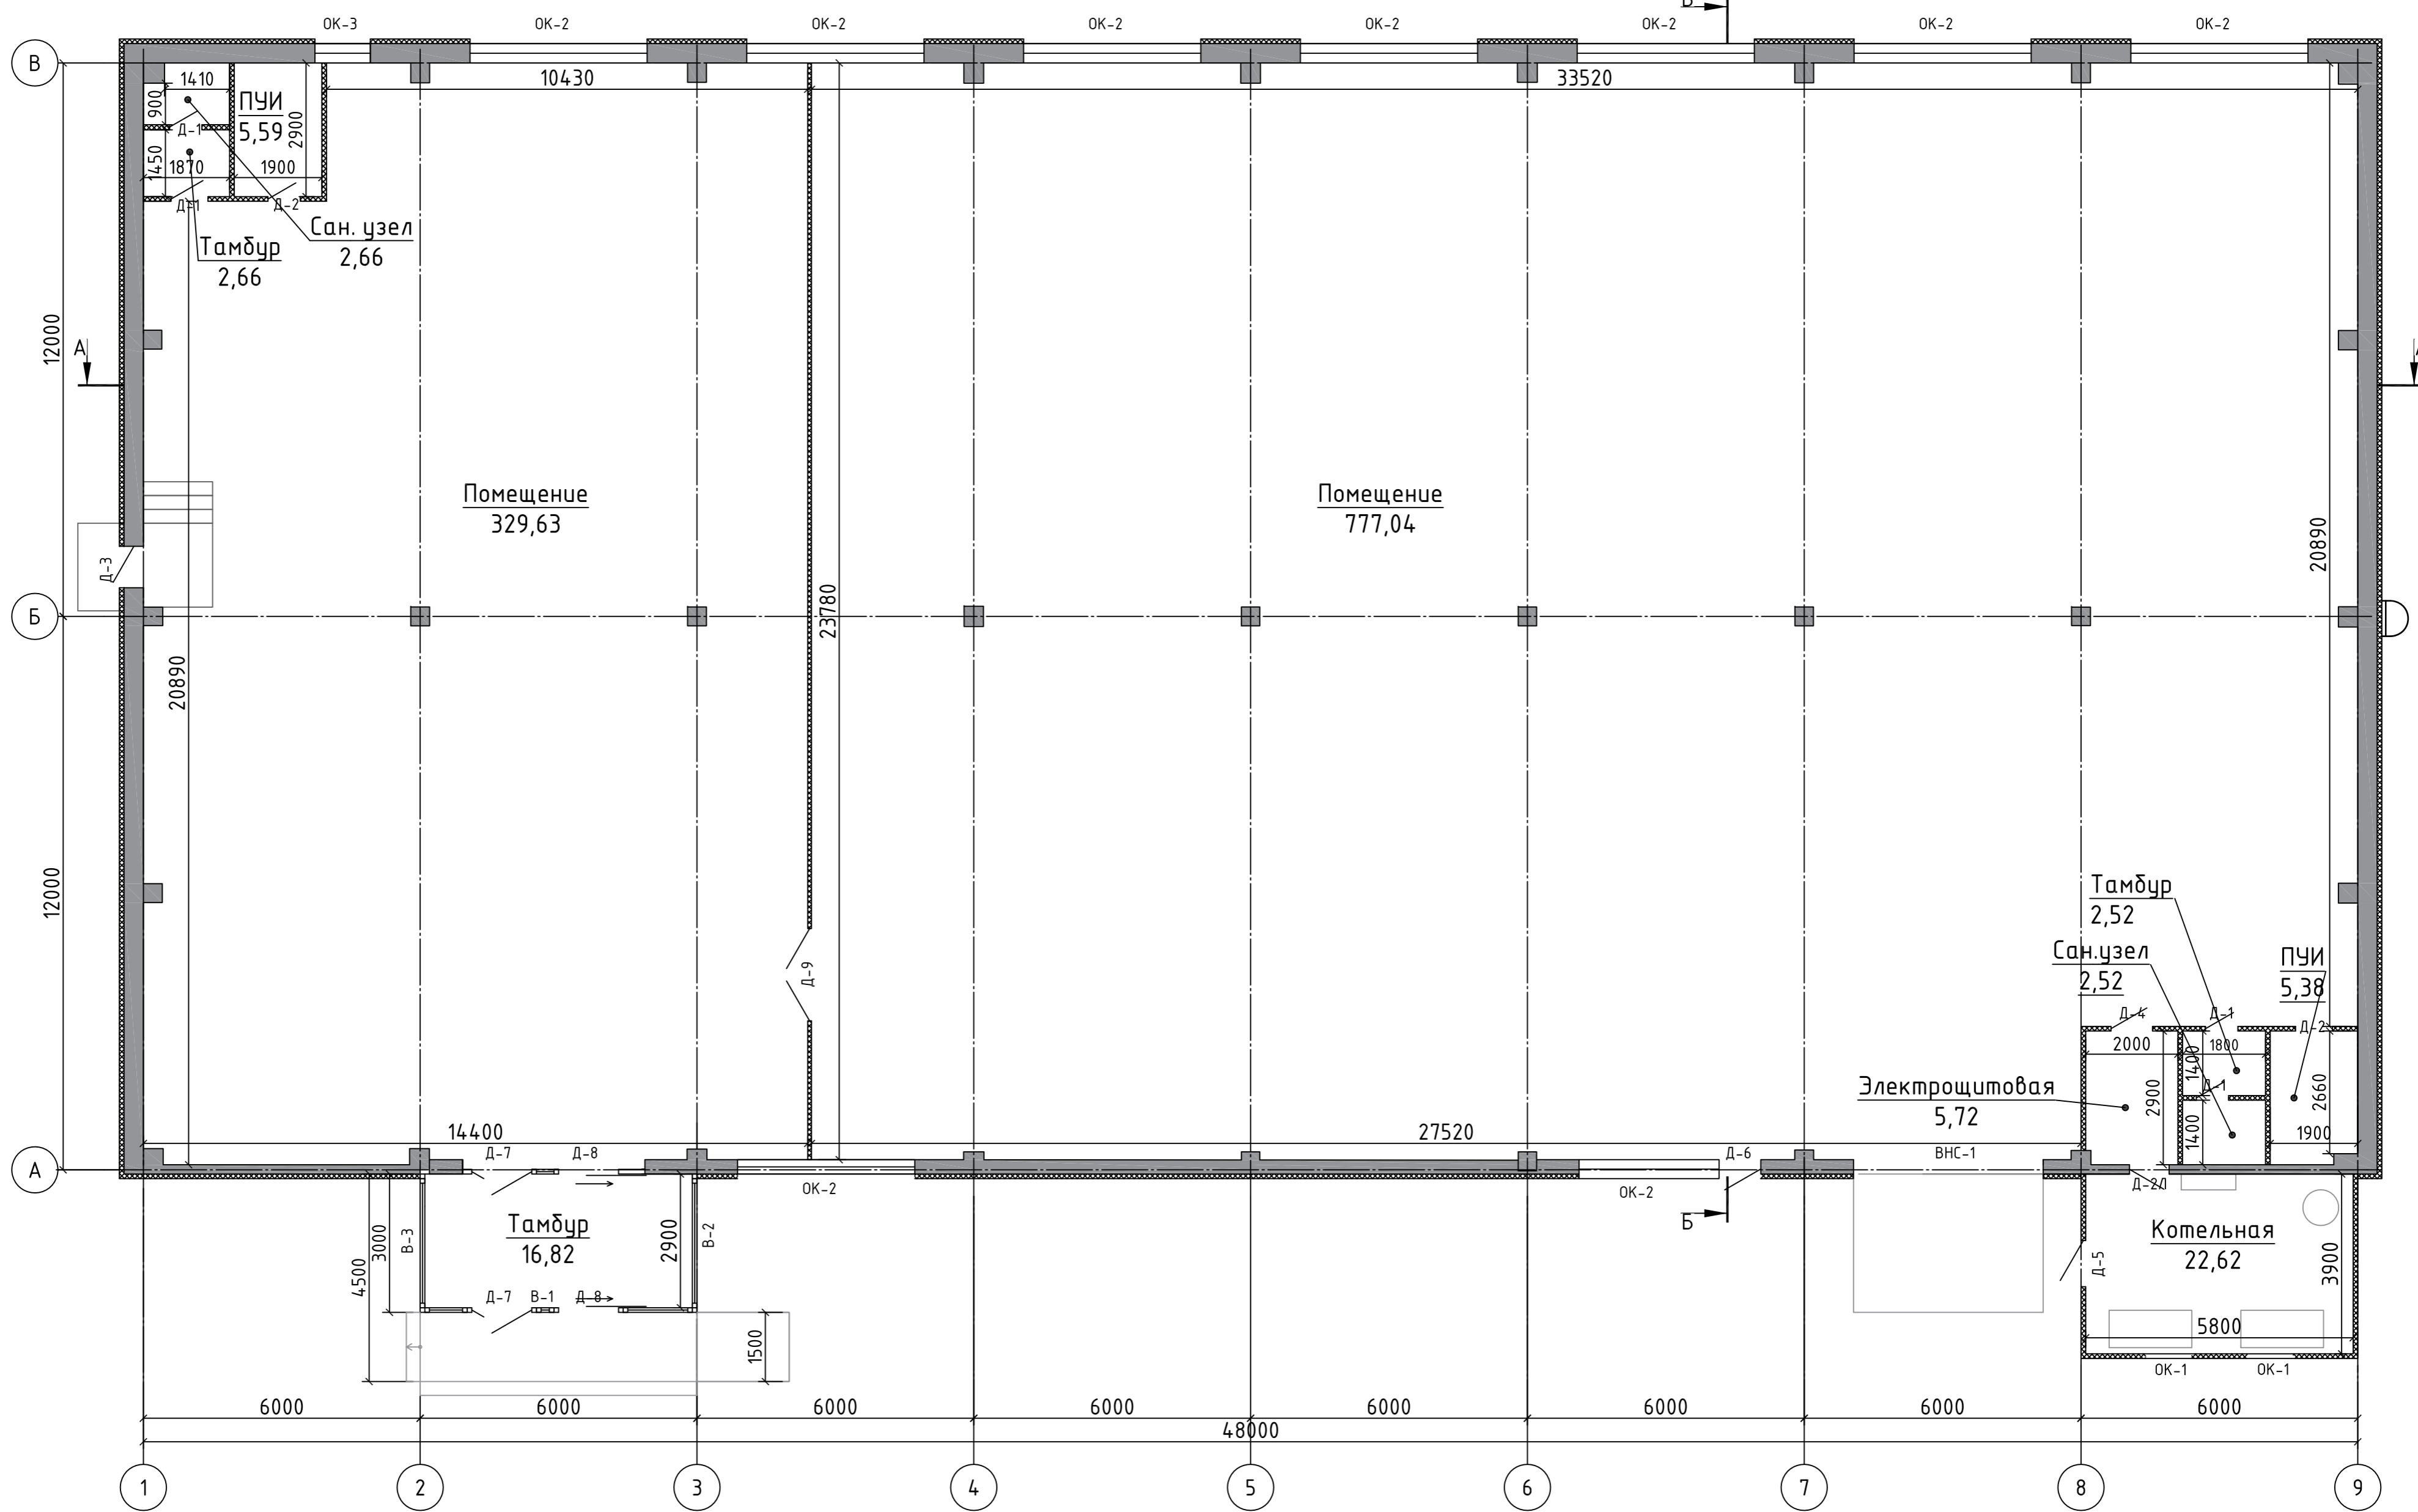 Б
ОК-3
ОК-2
ОК-2
ОК-2
ОК-2
ОК-2
ОК-2
ОК-2
В
1410
900
ПУИ
5,59
2900
10430
33520
Д-1
1450
1870
1900
Д-1
Д-2
Сан. узел
2,66
Тамбур
2,66
12000
А
А
Помещение
329,63
Помещение
777,04
20890
Д-3
Б
23780
20890
12000
Тамбур
2,52
Сан.узел
2,52
ПУИ
5,38
Д-9
Д-4
Д-1
Д-2
2000
1400
1800
Электрощитовая
5,72
2900
Д-1
2660
1400
1900
14400
27520
А
Д-7
Д-8
Д-6
ВНС-1
ОК-2
ОК-2
Д-2Л
Б
Тамбур
16,82
3000
В-3
2900
В-2
4500
Котельная
22,62
Д-5
3900
Д-7
В-1
Д-8
1500
5800
ОК-1
ОК-1
6000
6000
6000
6000
6000
6000
6000
6000
48000
1
2
3
4
5
6
7
8
9